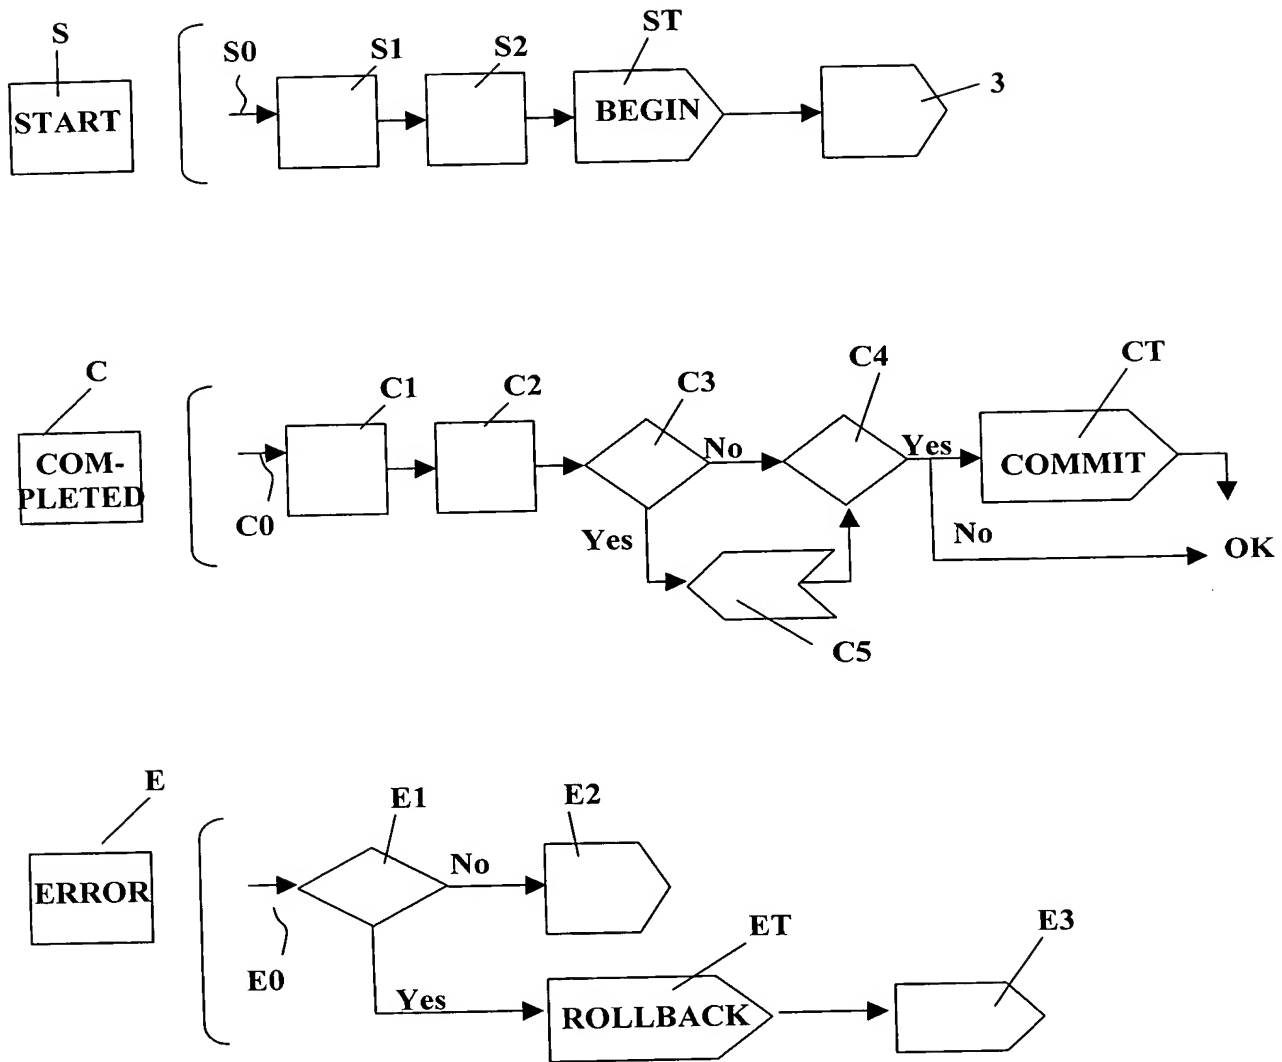 S
START
S0
S1
S2
ST
BEGIN
3
C
COM-
PLETED
C0
C1
C2
C3
No
Yes
C4
Yes
No
C5
CT
COMMIT
OK
E
ERROR
E0
E1
No
Yes
E2
ET
ROLLBACK
E3